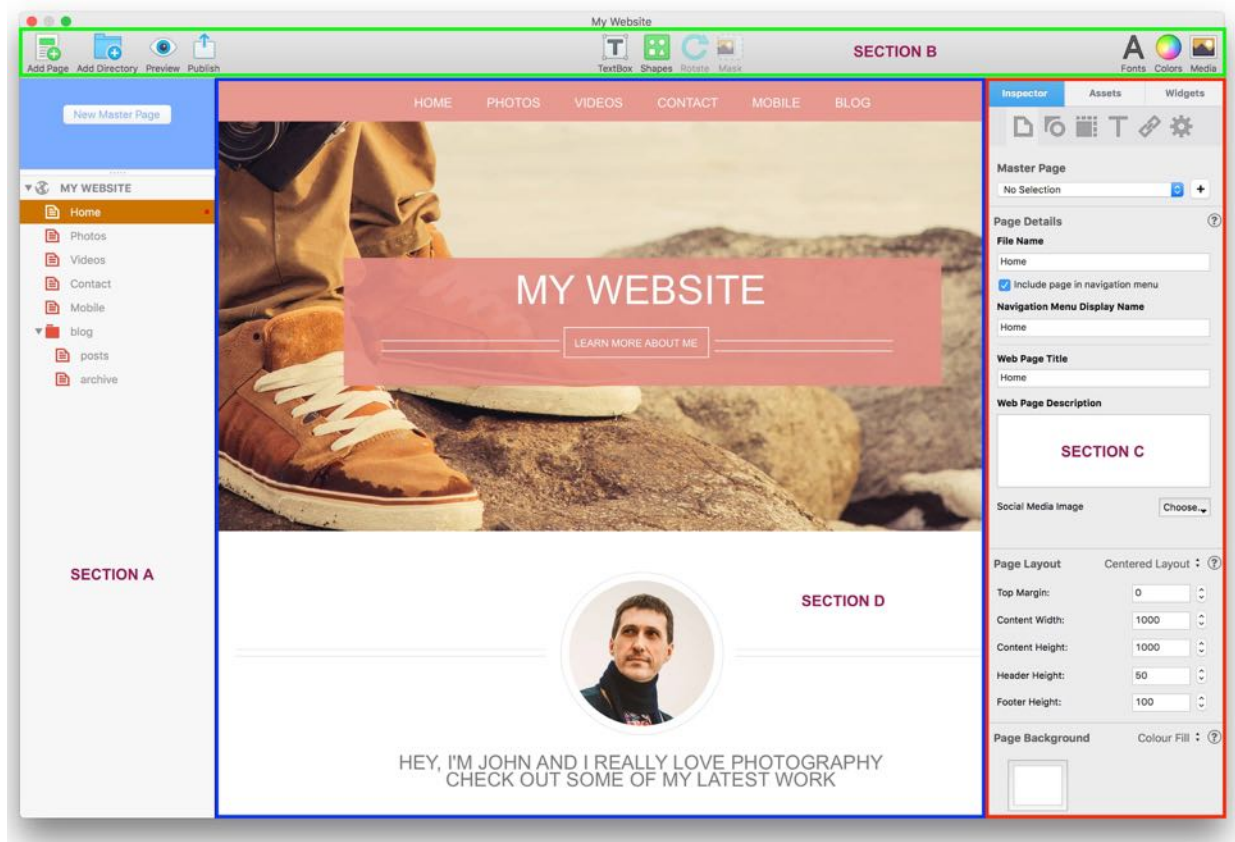 My Website
Add Page Add Directory Preview Publish
TextBox Shapes Rotate Mask
SECTION B
Fonts Colors Media
New Master Page
MY WEBSITE
Home
Photos
Videos
Contact
Mobile
blog
posts
archive
SECTION A
HOME PHOTOS VIDEOS CONTACT MOBILE BLOG
MY WEBSITE
LEARN MORE ABOUT ME
SECTION D
HEY, I'M JOHN AND I REALLY LOVE PHOTOGRAPHY
CHECK OUT SOME OF MY LATEST WORK
Inspector Assets Widgets
Master Page
No Selection +
Page Details ?
File Name
Home
Include page in navigation menu
Navigation Menu Display Name
Home
Web Page Title
Home
Web Page Description
SECTION C
Social Media Image Choose..
Page Layout Centered Layout ?
Top Margin: 0
Content Width: 1000
Content Height: 1000
Header Height: 50
Footer Height: 100
Page Background Colour Fill ?